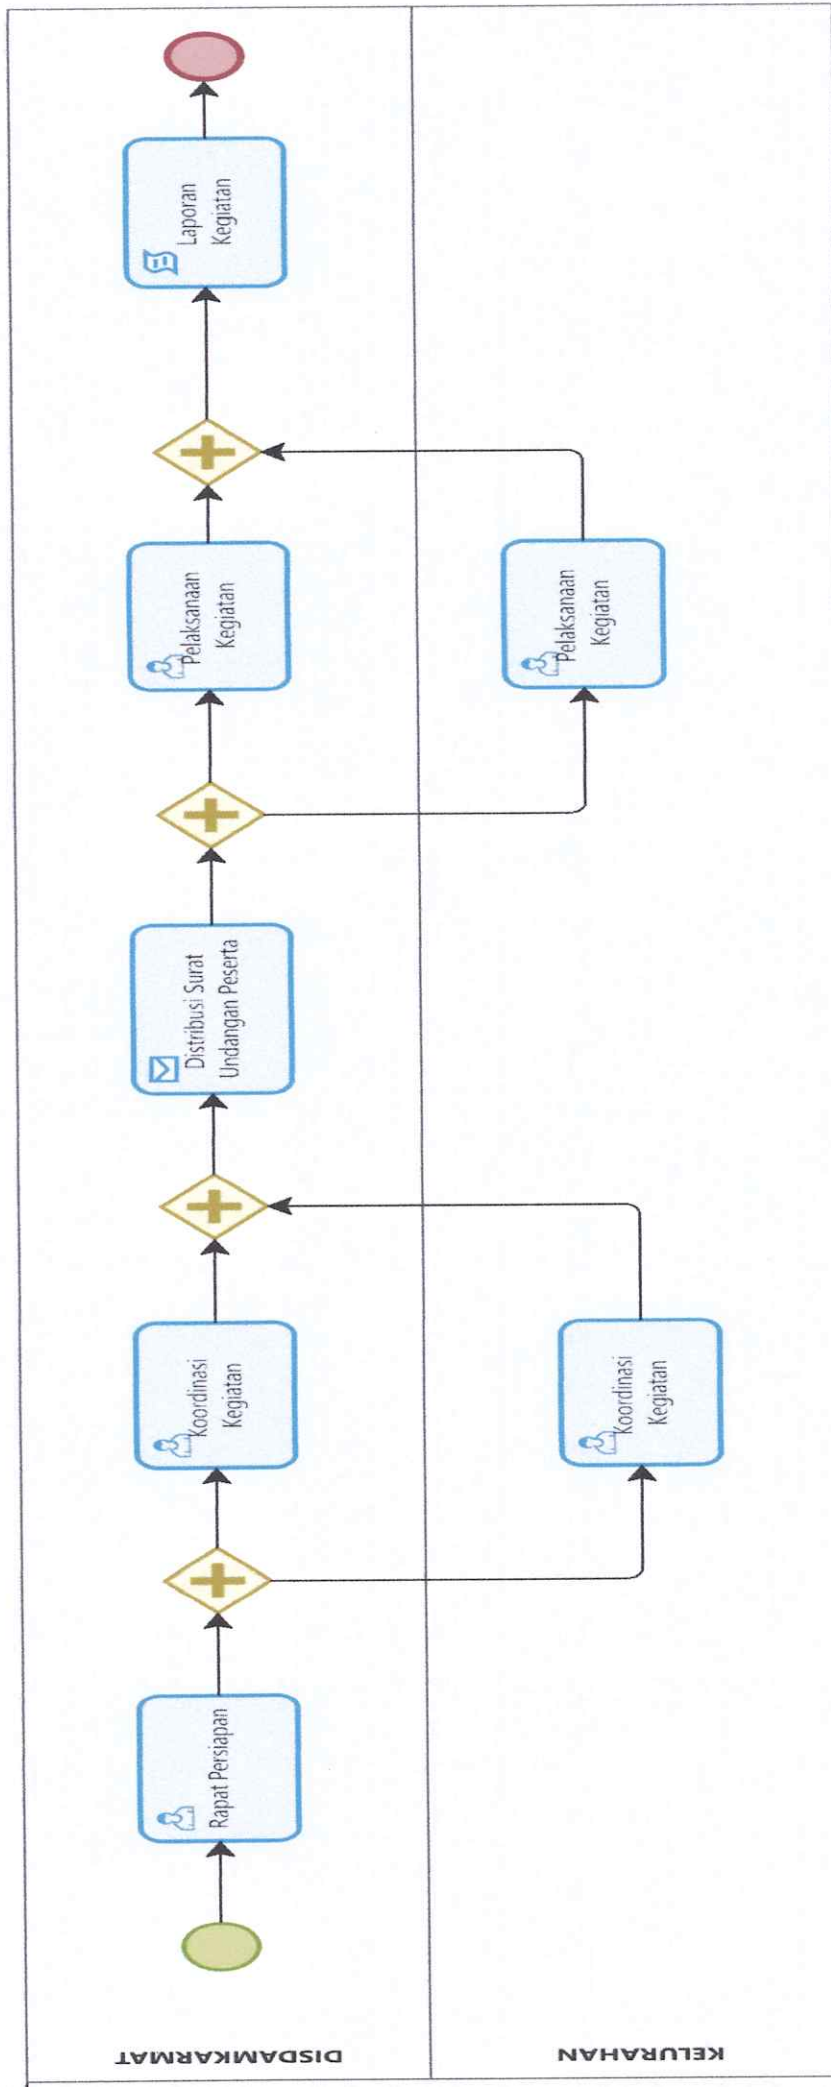 DISDAMKARMAT
Rapat Persiapan
Koordinasi
Kegiatan
Distribusi Surat
Undangan Peserta
Pelaksanaan
Kegiatan
Laporan
Kegiatan
KELURAHAN
Koordinasi
Kegiatan
Pelaksanaan
Kegiatan